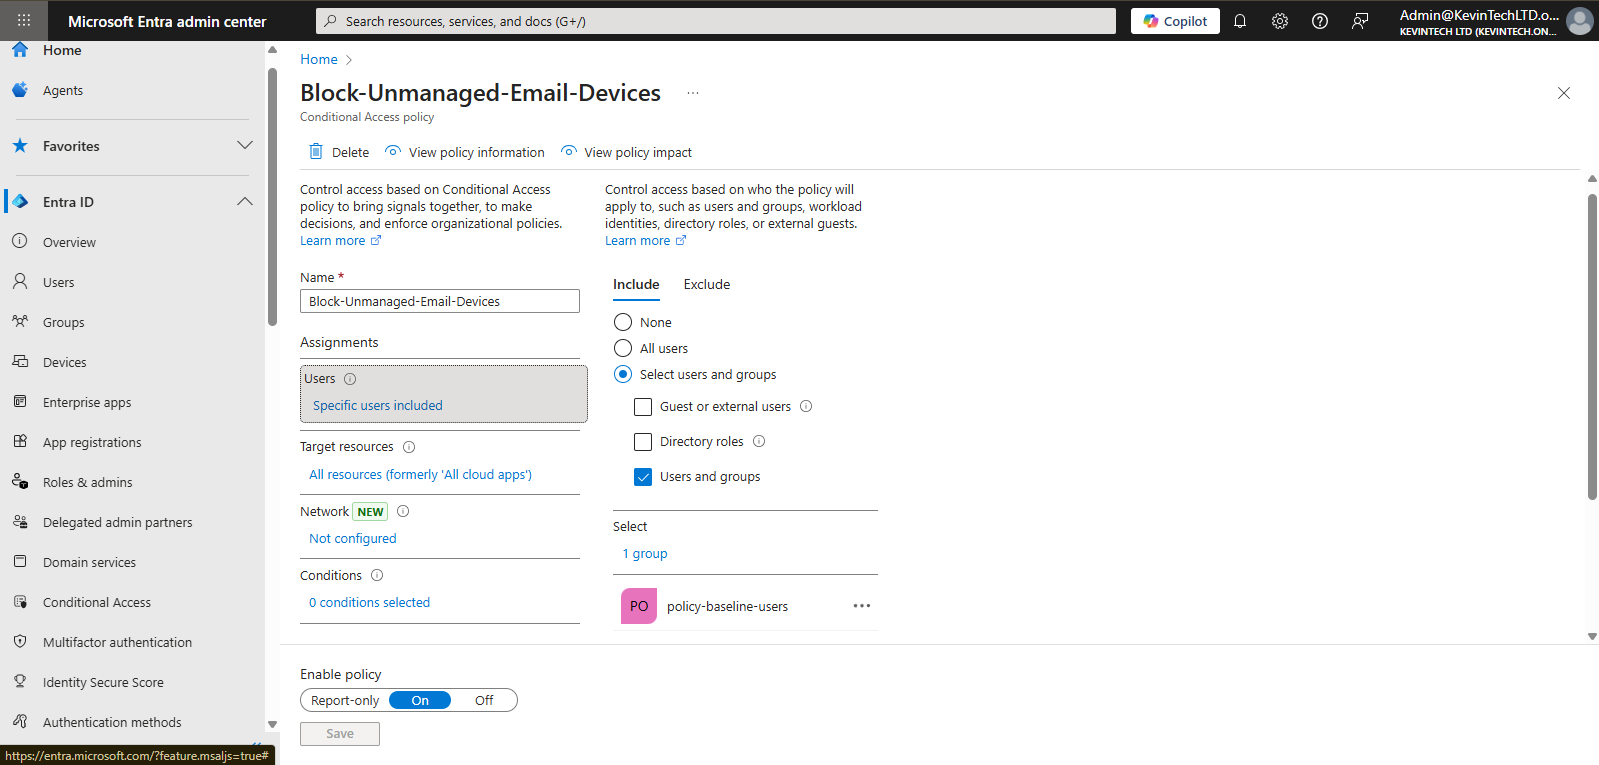 Microsoft Entra admin center
Search resources, services, and docs (G+/)
Copilot
Admin@KevinTechLTD.o...
KEVINTECH LTD (KEVINTECH.ON...
Home
Agents
Favorites
Entra ID
Overview
Users
Groups
Devices
Enterprise apps
App registrations
Roles & admins
Delegated admin partners
Domain services
Conditional Access
Multifactor authentication
Identity Secure Score
Authentication methods
https://entra.microsoft.com/?feature.msaljs=true#
Home
Block-Unmanaged-Email-Devices
...
Conditional Access policy
Delete
View policy information
View policy impact
Control access based on Conditional Access
policy to bring signals together, to make
decisions, and enforce organizational policies.
Learn more
Name *
Block-Unmanaged-Email-Devices
Assignments
Users
Specific users included
Target resources
All resources (formerly 'All cloud apps')
Network NEW
Not configured
Conditions
0 conditions selected
Control access based on who the policy will
apply to, such as users and groups, workload
identities, directory roles, or external guests.
Learn more
Include
Exclude
None
All users
Select users and groups
Guest or external users
Directory roles
Users and groups
Select
1 group
PO
policy-baseline-users
Enable policy
Report-only
On
Off
Save